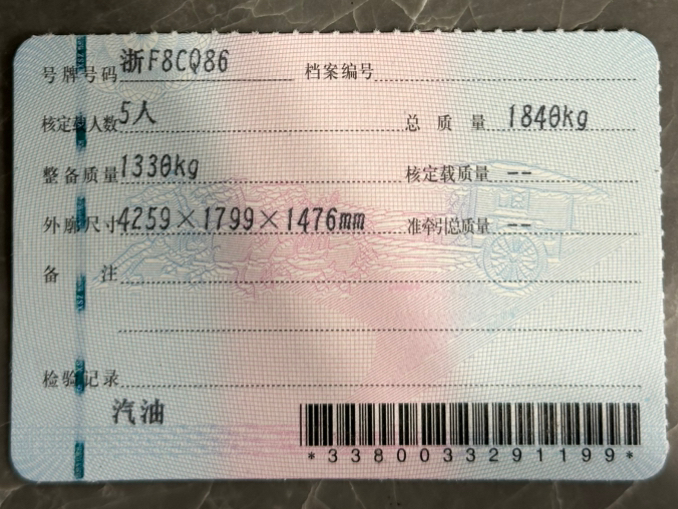 号牌号码 浙F8CQ86 档案编号
核定载人数 5人 总质量 1840kg
整备质量 1330kg 核定载质量 --
外廓尺寸 4259×1799×1476mm 准牵引总质量 --
备注
检验记录
汽油
*3380033291199*